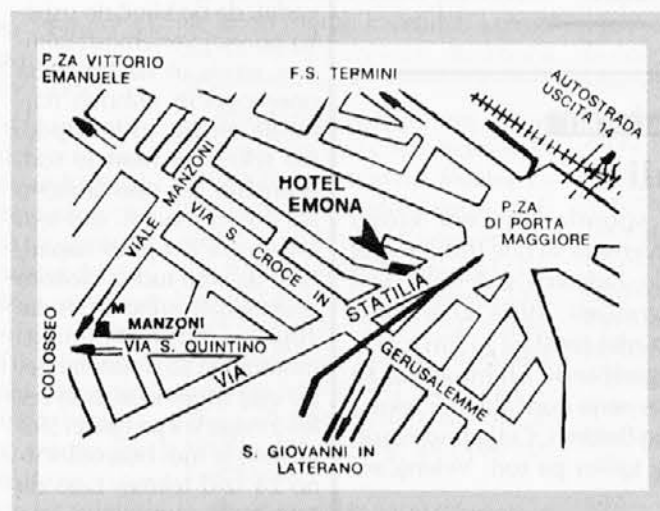 P.ZA VITTORIO
EMANUELE
F.S. TERMINI
AUTOSTRADA
USCITA 14
HOTEL
EMONA
P.ZA
DI PORTA
MAGGIORE
VIALE MANZONI
VIA S. CROCE IN
GERUSALEMME
STATILIA
M
MANZONI
VIA S. QUINTINO
VIA
COLOSSEO
S. GIOVANNI IN
LATERANO